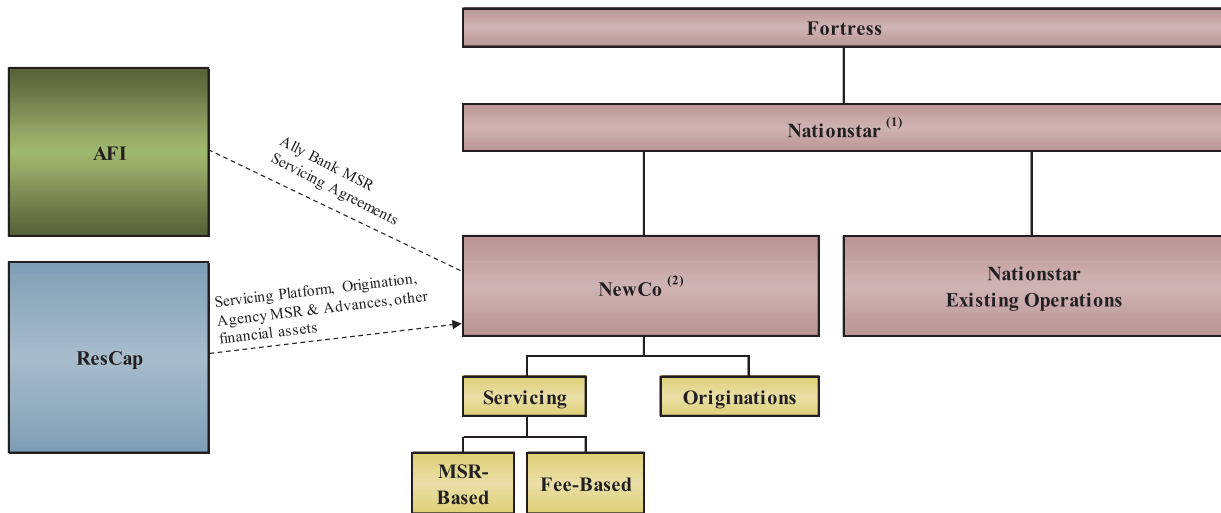 Fortress
Nationstar (1)
AFI
Ally Bank MSR
Servicing Agreements
NewCo (2)
Nationstar
Existing Operations
ResCap
Servicing Platform, Origination,
Agency MSR & Advances, other
financial assets
Servicing
Originations
MSR-
Based
Fee-Based